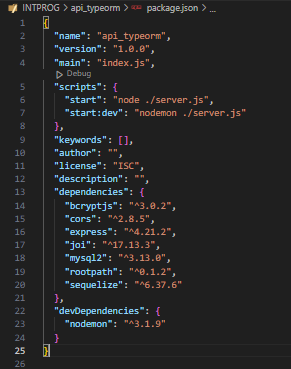 INTPROG > api_typeorm > package.json > ...
1 {
2 "name": "api_typeorm",
3 "version": "1.0.0",
4 "main": "index.js",
Debug
5 "scripts": {
6 "start": "node ./server.js",
7 "start:dev": "nodemon ./server.js"
8 },
9 "keywords": [],
10 "author": "",
11 "license": "ISC",
12 "description": "",
13 "dependencies": {
14 "bcryptjs": "^3.0.2",
15 "cors": "^2.8.5",
16 "express": "^4.21.2",
17 "joi": "^17.13.3",
18 "mysql2": "^3.13.0",
19 "rootpath": "^0.1.2",
20 "sequelize": "^6.37.6"
21 },
22 "devDependencies": {
23 "nodemon": "^3.1.9"
24 }
25 }
26